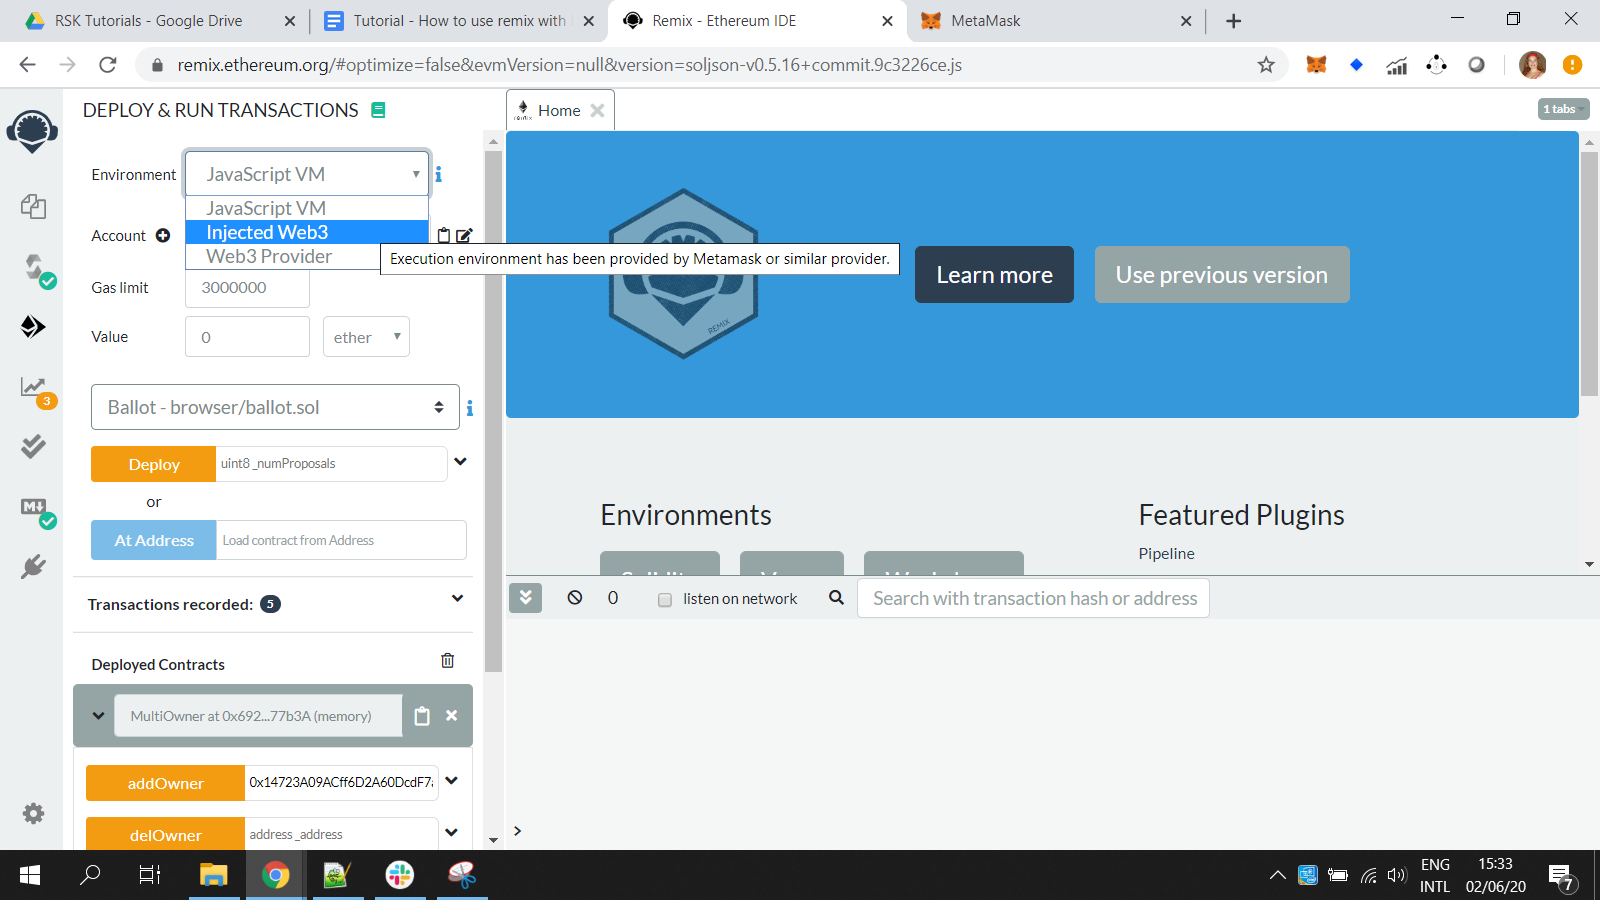 RSK Tutorials - Google Drive
Tutorial - How to use remix with
Remix - Ethereum IDE
MetaMask
remix.ethereum.org/#optimize=false&evmVersion=null&version=soljson-v0.5.16+commit.9c3226ce.js
DEPLOY & RUN TRANSACTIONS
Home
1 tabs
Environment
JavaScript VM
JavaScript VM
Injected Web3
Web3 Provider
Execution environment has been provided by Metamask or similar provider.
Account
Gas limit
3000000
Value
0
ether
REMIX
Learn more
Use previous version
Ballot - browser/ballot.sol
Deploy
uint8 _numProposals
or
At Address
Load contract from Address
Environments
Featured Plugins
Pipeline
3
Transactions recorded: 5
0
listen on network
Search with transaction hash or address
Deployed Contracts
MultiOwner at 0x692...77b3A (memory)
addOwner
0x14723A09ACff6D2A60DcdF7
delOwner
address _address
>
ENG
INTL
15:33
02/06/20
7